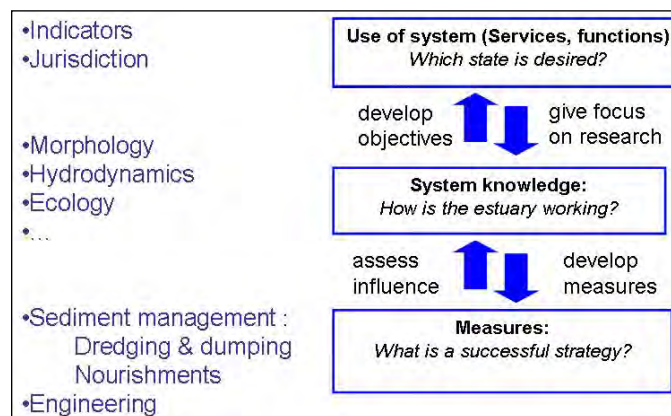 •Indicators
•Jurisdiction
Use of system (Services, functions)
Which state is desired?
develop
objectives
give focus
on research
•Morphology
•Hydrodynamics
•Ecology
•...
System knowledge:
How is the estuary working?
assess
influence
develop
measures
•Sediment management :
Dredging & dumping
Nourishments
•Engineering
Measures:
What is a successful strategy?